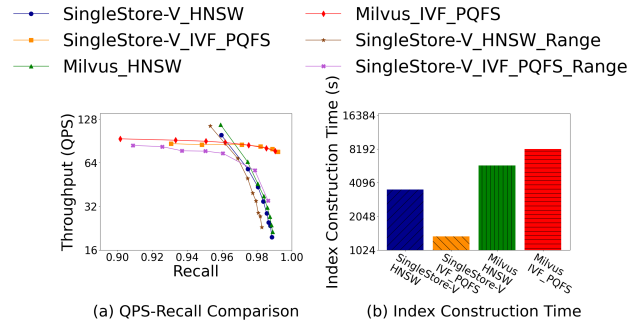 SingleStore-V_HNSW
SingleStore-V_IVF_PQFS
Milvus_HNSW
Milvus_IVF_PQFS
SingleStore-V_HNSW_Range
SingleStore-V_IVF_PQFS_Range
Throughput (QPS)
128
64
32
16
0.90 0.92 0.94 0.96 0.98 1.00
Recall
(a) QPS-Recall Comparison
Index Construction Time (s)
16384
8192
4096
2048
1024
SingleStore-V
HNSW
SingleStore-V
IVF_PQFS
Milvus
HNSW
Milvus
IVF_PQFS
(b) Index Construction Time